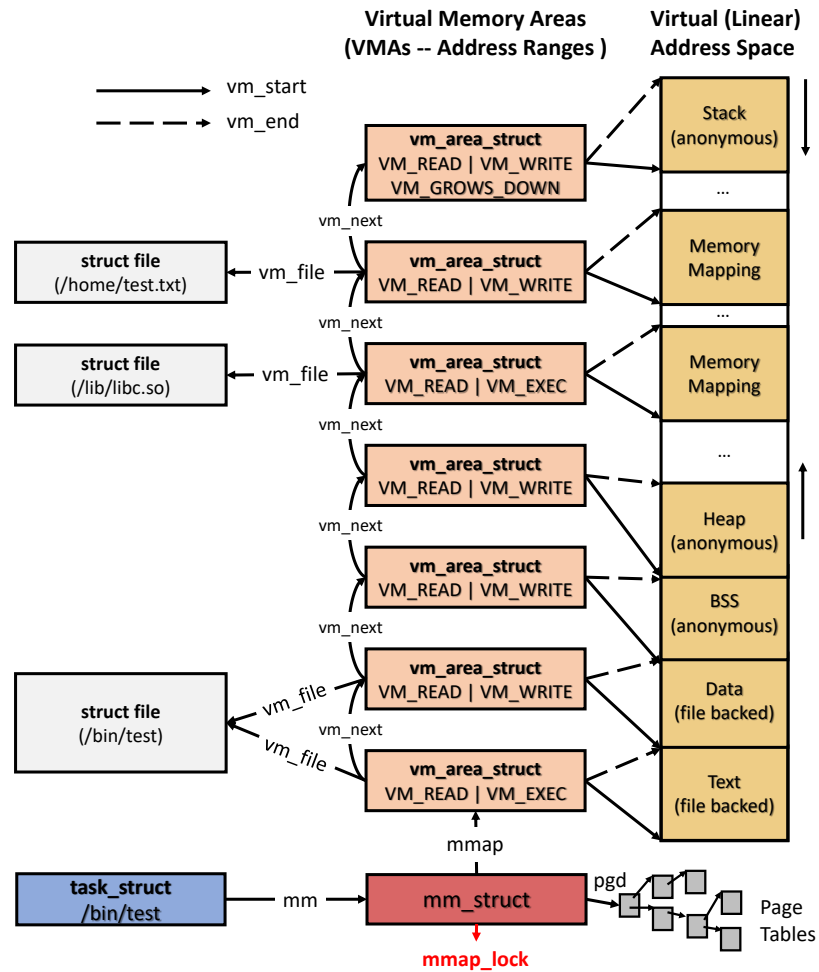 Virtual Memory Areas
(VMAs -- Address Ranges )
Virtual (Linear)
Address Space
vm_start
vm_end
vm_area_struct
VM_READ | VM_WRITE
VM_GROWS_DOWN
Stack
(anonymous)
...
vm_next
struct file
(/home/test.txt)
vm_file
vm_area_struct
VM_READ | VM_WRITE
Memory
Mapping
...
vm_next
struct file
(/lib/libc.so)
vm_file
vm_area_struct
VM_READ | VM_EXEC
Memory
Mapping
vm_next
...
vm_area_struct
VM_READ | VM_WRITE
Heap
(anonymous)
vm_next
vm_area_struct
VM_READ | VM_WRITE
BSS
(anonymous)
vm_next
struct file
(/bin/test)
vm_file
vm_area_struct
VM_READ | VM_WRITE
Data
(file backed)
vm_next
vm_file
vm_area_struct
VM_READ | VM_EXEC
Text
(file backed)
mmap
task_struct
/bin/test
mm
mm_struct
pgd
Page
Tables
mmap_lock